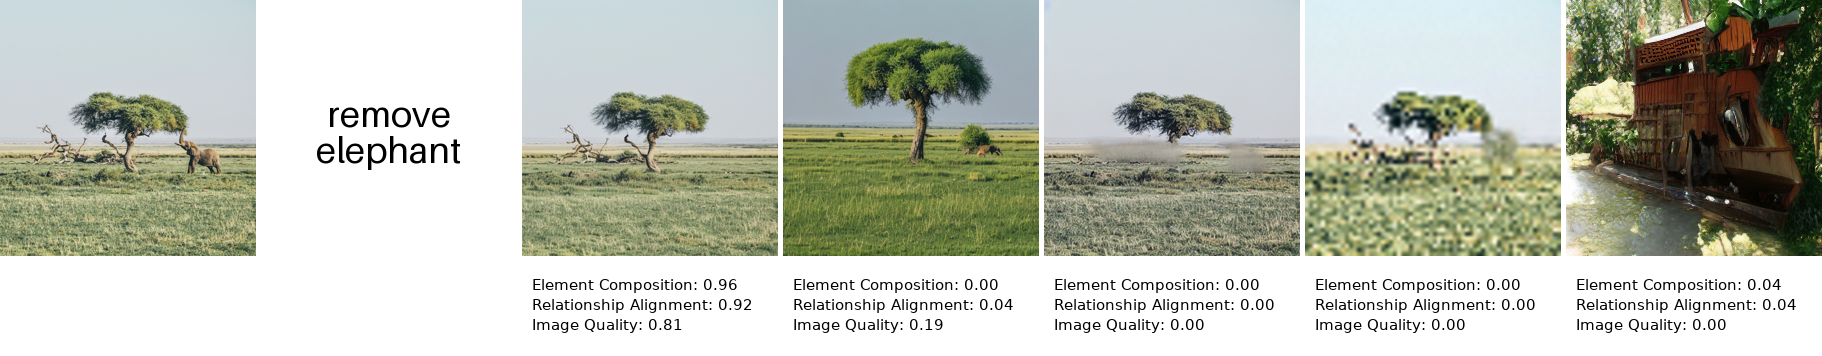 remove
elephant
Element Composition: 0.96
Relationship Alignment: 0.92
Image Quality: 0.81
Element Composition: 0.00
Relationship Alignment: 0.04
Image Quality: 0.19
Element Composition: 0.00
Relationship Alignment: 0.00
Image Quality: 0.00
Element Composition: 0.00
Relationship Alignment: 0.00
Image Quality: 0.00
Element Composition: 0.04
Relationship Alignment: 0.04
Image Quality: 0.00